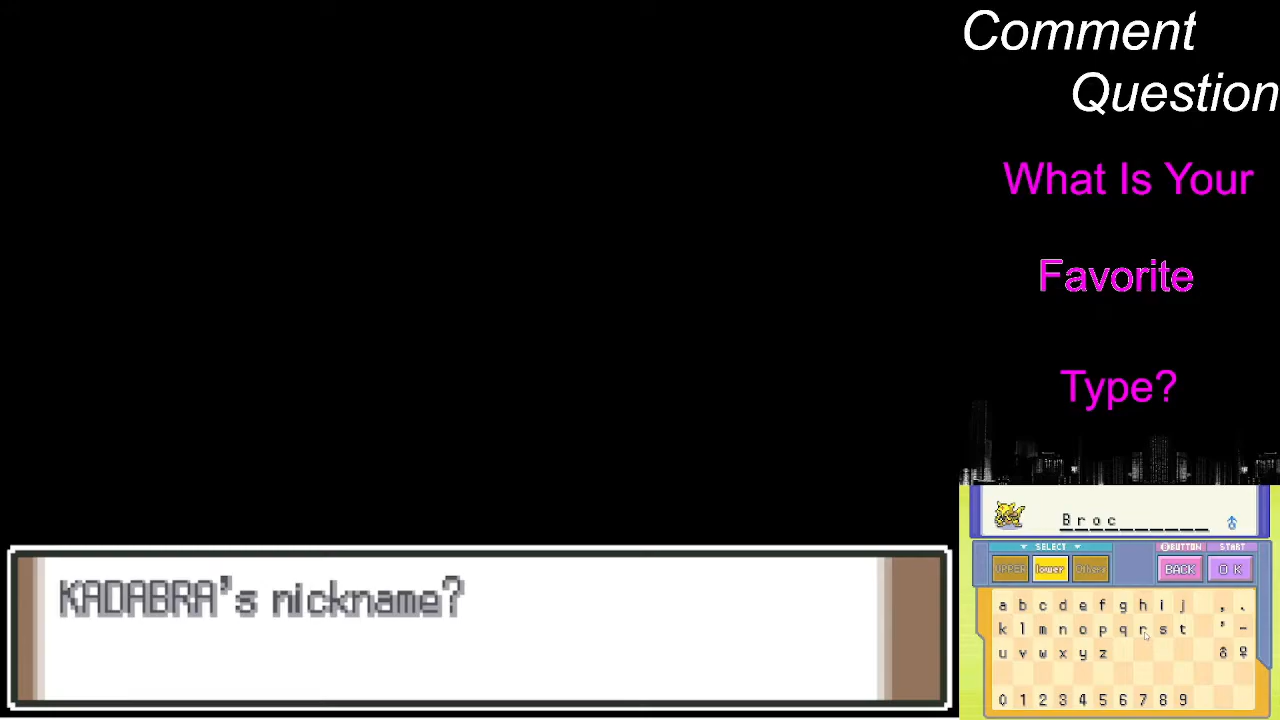 Comment
Question
What Is Your
Favorite
Type?
KADABRA's nickname?
Broc
▼ SELECT ▼
BUTTON START
UPPER lower Others BACK OK
a b c d e f g h i j , .
k l m n o p q r s t ' -
u v w x y z ♂ ♀
0 1 2 3 4 5 6 7 8 9